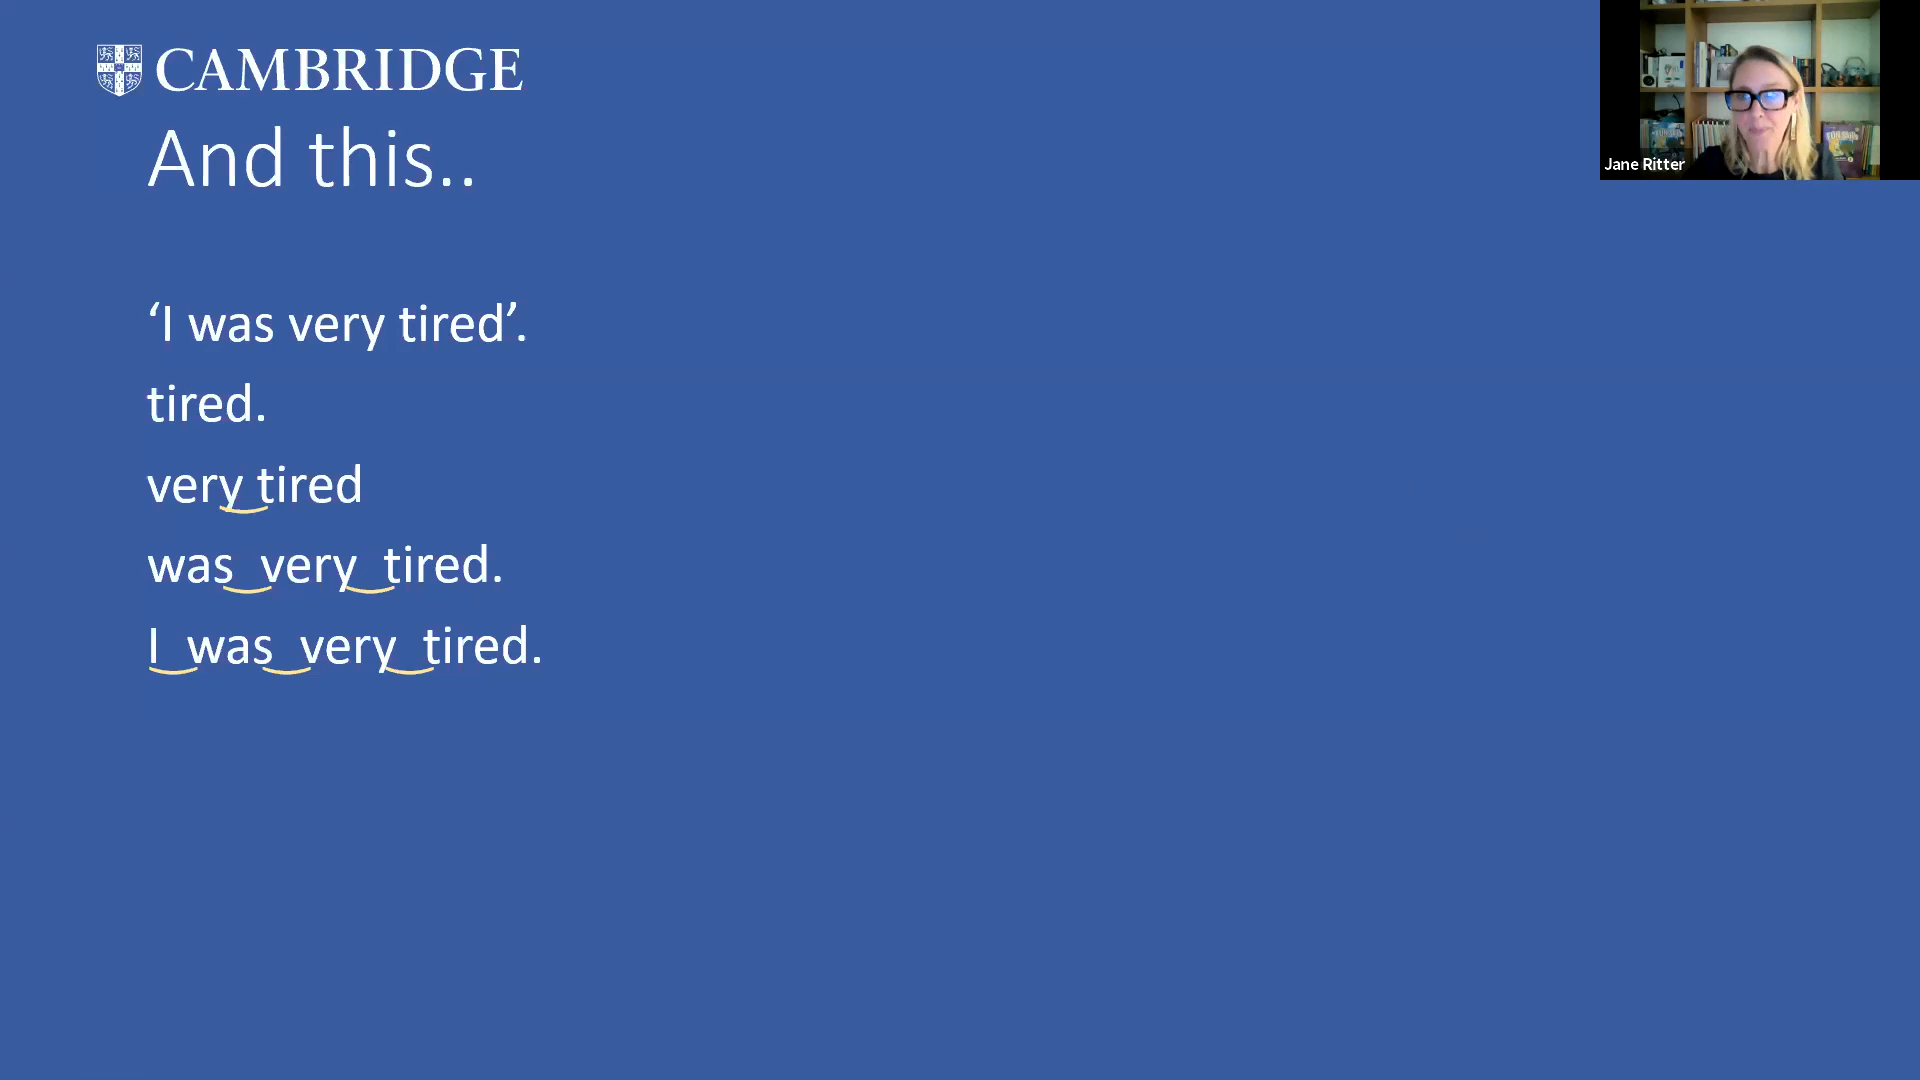 CAMBRIDGE
And this..
‘I was very tired’.
tired.
very tired
was very tired.
I was very tired.
Jane Ritter